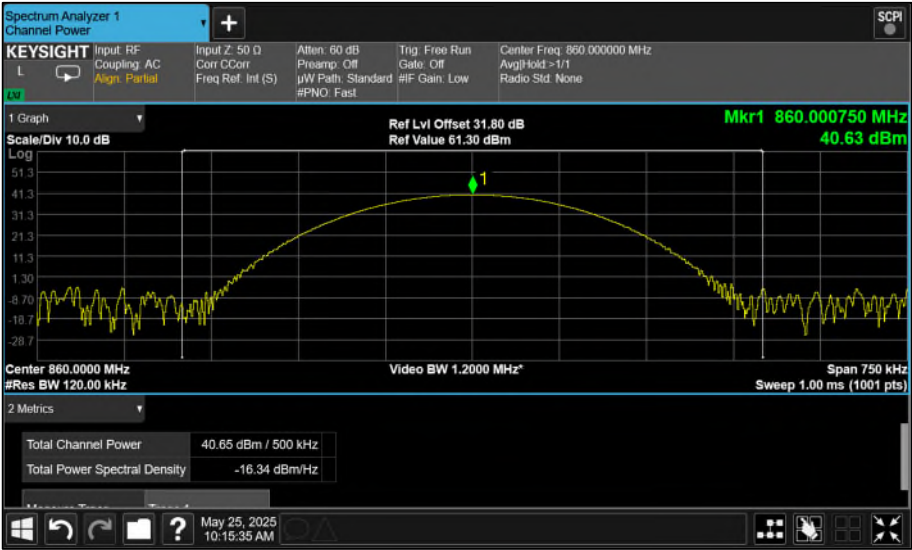 Spectrum Analyzer 1
Channel Power
+
SCPI
KEYSIGHT
L
LXI
Input: RF
Coupling: AC
Align: Partial
Input Z: 50 Ω
Corr CCorr
Freq Ref: Int (S)
Atten: 60 dB
Preamp: Off
µW Path: Standard
#PNO: Fast
Trig: Free Run
Gate: Off
#IF Gain: Low
Center Freq: 860.000000 MHz
Avg|Hold:>1/1
Radio Std: None
1 Graph
Scale/Div 10.0 dB
Ref Lvl Offset 31.80 dB
Ref Value 61.30 dBm
Mkr1 860.000750 MHz
40.63 dBm
Log
51.3
41.3
31.3
21.3
11.3
1.30
-8.70
-18.7
-28.7
1
Center 860.0000 MHz
#Res BW 120.00 kHz
Video BW 1.2000 MHz*
Span 750 kHz
Sweep 1.00 ms (1001 pts)
2 Metrics
Total Channel Power 40.65 dBm / 500 kHz
Total Power Spectral Density -16.34 dBm/Hz
?
May 25, 2025
10:15:35 AM